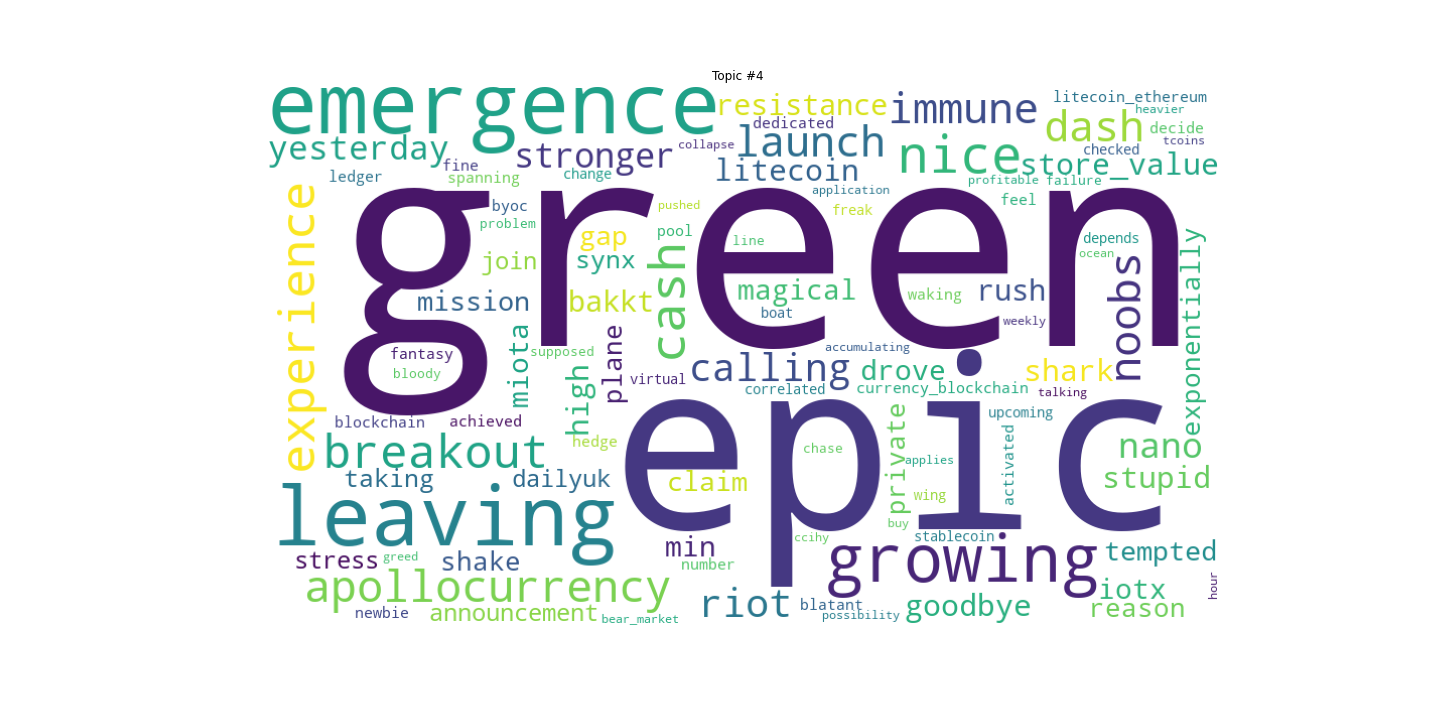 Topic #4
emergence
resistance
immune
litecoin_ethereum
heavier
dedicated
dash
decide
tcoins
yesterday
stronger
collapse
launch
nice
checked
fine
store_value
ledger
spanning
change
litecoin
profitable
failure
application
experience
byoc
pushed
freak
feel
green
problem
gap
pool
line
depends
join
synx
cash
ocean
noobs
exponentially
mission
bakkt
magical
waking
rush
boat
weekly
miota
plane
fantasy
supposed
accumulating
bloody
high
virtual
calling
drove
shark
correlated
currency_blockchain
talking
blockchain
achieved
epic
upcoming
breakout
hedge
chase
private
applies
activated
nano
taking
dailyuk
claim
wing
stupid
leaving
buy
stablecoin
ccihy
min
growing
tempted
stress
greed
shake
number
apollocurrency
iotx
hour
riot
blatant
goodbye
reason
newbie
announcement
bear_market
possibility